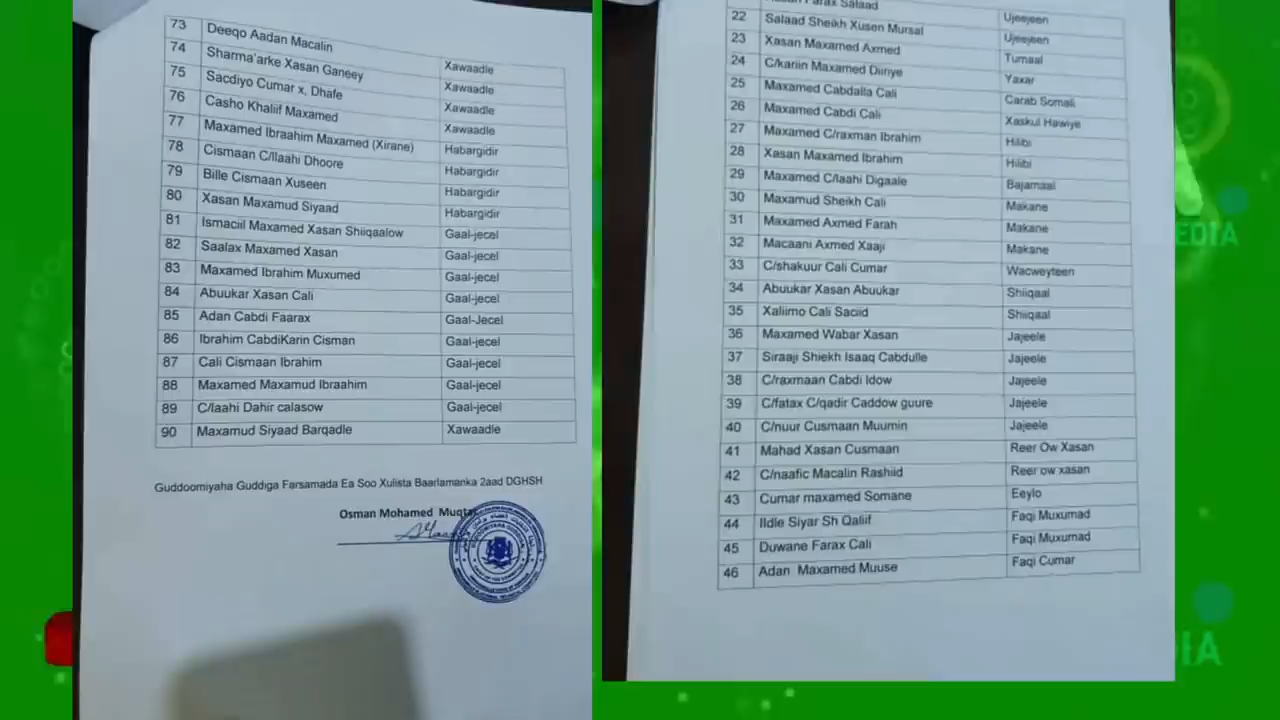 73 Deeqo Aadan Macalin Xawaadle
74 Sharma'arke Xasan Ganeey Xawaadle
75 Sacdiyo Cumar x, Dhafe Xawaadle
76 Casho Khaliif Maxamed Xawaadle
77 Maxamed Ibraahim Maxamed (Xirane) Habargidir
78 Cismaan C/llaahi Dhoore Habargidir
79 Bille Cismaan Xuseen Habargidir
80 Xasan Maxamud Siyaad Habargidir
81 Ismaciil Maxamed Xasan Shiiqaalow Gaal-jecel
82 Saalax Maxamed Xasan Gaal-jecel
83 Maxamed Ibrahim Muxumed Gaal-jecel
84 Abuukar Xasan Cali Gaal-jecel
85 Adan Cabdi Faarax Gaal-Jecel
86 Ibrahim CabdiKarin Cisman Gaal-jecel
87 Cali Cismaan Ibrahim Gaal-jecel
88 Maxamed Maxamud Ibraahim Gaal-jecel
89 C/laahi Dahir calasow Gaal-jecel
90 Maxamud Siyaad Barqadle Xawaadle
Guddoomiyaha Guddiga Farsamada Ea Soo Xulista Baarlamanka 2aad DGHSH
Osman Mohamed
Farax Salaad Ujeejeen
22 Salaad Sheikh Xusen Mursal Ujeejeen
23 Xasan Maxamed Axmed Tumaal
24 C/kariin Maxamed Diriye Yaxar
25 Maxamed Cabdalla Cali Carab Somali
26 Maxamed Cabdi Cali Xaskul Hawiye
27 Maxamed C/raxman Ibrahim Hilibi
28 Xasan Maxamed Ibrahim Hilibi
29 Maxamed C/laahi Digaale Bajamaal
30 Maxamud Sheikh Cali Makane
31 Maxamed Axmed Farah Makane
32 Macaani Axmed Xaaji Makane
33 C/shakuur Cali Cumar Wacweyteen
34 Abuukar Xasan Abuukar Shiiqaal
35 Xaliimo Cali Saciid Shiiqaal
36 Maxamed Wabar Xasan Jajeele
37 Siraaji Shiekh Isaaq Cabdulle Jajeele
38 C/raxmaan Cabdi Idow Jajeele
39 C/fatax C/qadir Caddow guure Jajeele
40 C/nuur Cusmaan Muumin Jajeele
41 Mahad Xasan Cusmaan Reer Ow Xasan
42 C/naafic Macalin Rashiid Reer ow xasan
43 Cumar maxamed Somane Eeylo
44 Ildle Siyar Sh Qaliif Faqi Muxumad
45 Duwane Farax Cali Faqi Muxumad
46 Adan Maxamed Muuse Faqi Cumar